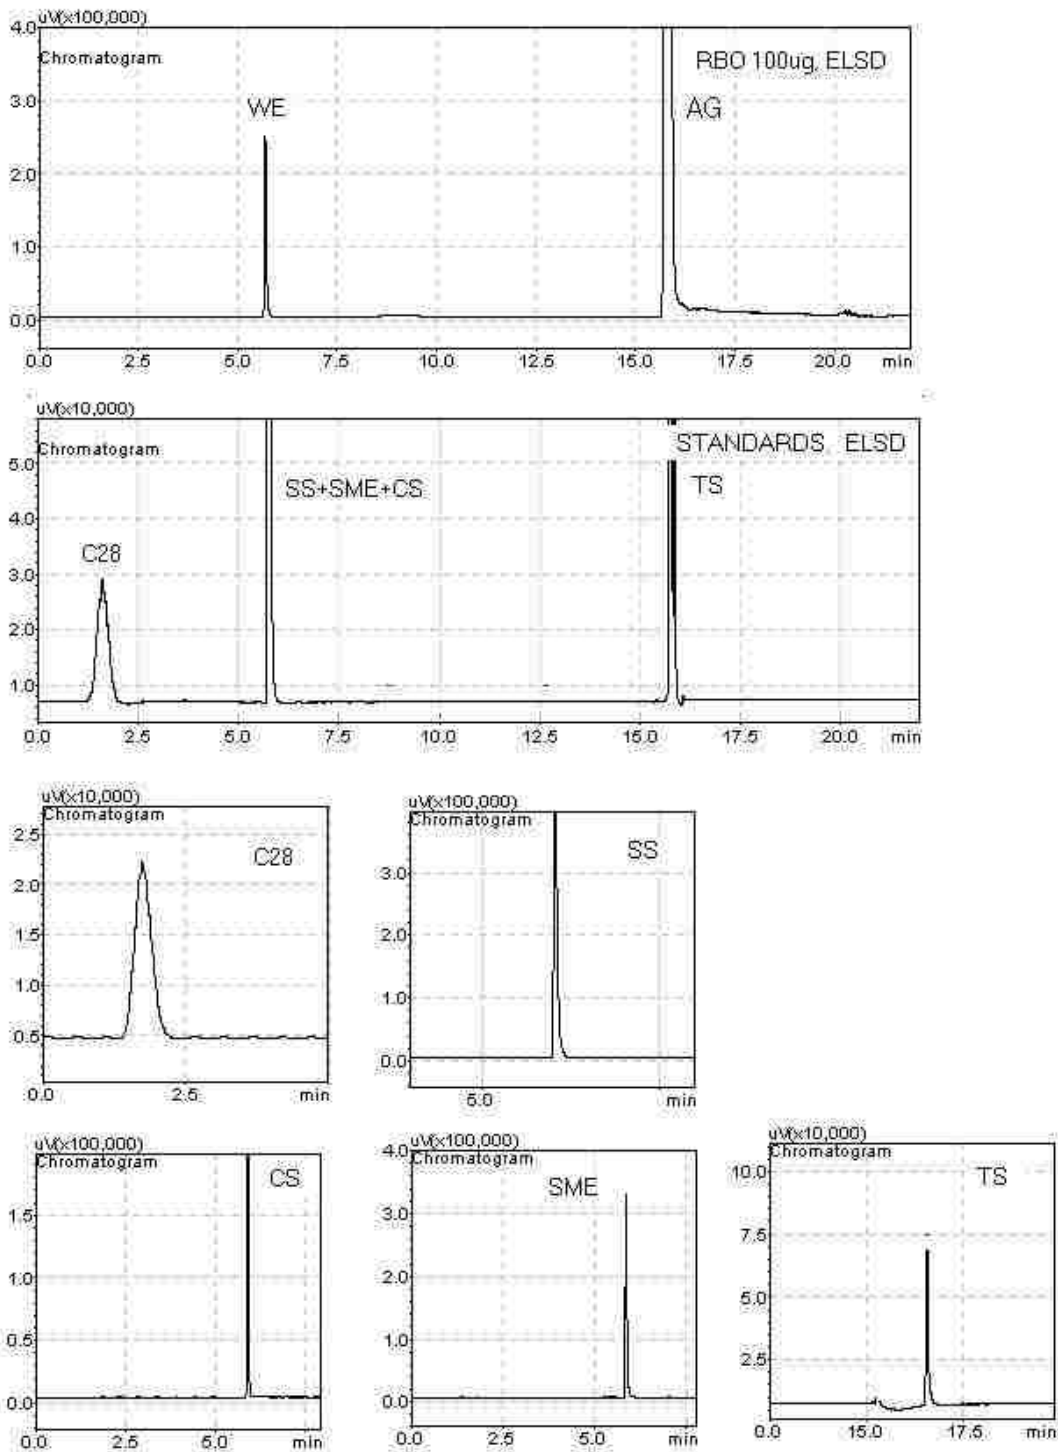 uV(x100,000)
4.0
Chromatogram
RBO 100ug, ELSD
WE
AG
3.0
2.0
1.0
0.0
0.0 2.5 5.0 7.5 10.0 12.5 15.0 17.5 20.0 min
uV(x10,000)
Chromatogram
STANDARDS, ELSD
5.0
SS+SME+CS
TS
4.0
C28
3.0
2.0
1.0
0.0 2.5 5.0 7.5 10.0 12.5 15.0 17.5 20.0 min
uV(x10,000)
Chromatogram
2.5
C28
2.0
1.5
1.0
0.5
0.0 2.5 min
uV(x100,000)
Chromatogram
SS
3.0
2.0
1.0
0.0
5.0 min
uV(x100,000)
Chromatogram
CS
1.5
1.0
0.5
0.0
0.0 2.5 5.0 min
uV(x100,000)
4.0
Chromatogram
SME
3.0
2.0
1.0
0.0
0.0 2.5 5.0 min
uV(x10,000)
Chromatogram
10.0
TS
7.5
5.0
2.5
0.0 15.0 17.5 min